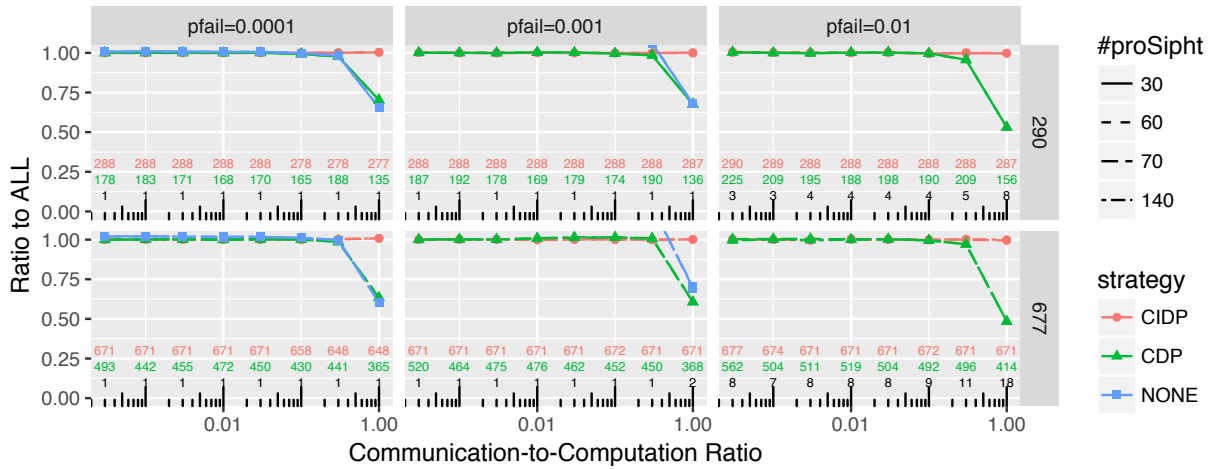 pfail=0.0001 pfail=0.001 pfail=0.01
Ratio to ALL
1.00
0.75
0.50
0.25
0.00
288 288 288 288 288 278 278 277
178 183 171 168 170 165 188 135
1 1 1 1 1 1 1 1
288 288 288 288 288 288 288 287
187 192 178 169 179 174 190 136
1 1 1 1 1 1 1 1
290 289 288 288 288 288 288 287
225 209 195 188 198 190 209 156
3 3 4 4 4 4 5 8
290
1.00
0.75
0.50
0.25
0.00
671 671 671 671 671 658 648 648
493 442 455 472 450 430 441 365
1 1 1 1 1 1 1 1
671 671 671 671 671 672 671 671
520 464 475 476 462 452 450 368
1 1 1 1 1 1 1 2
677 674 671 671 671 672 671 671
562 504 511 519 504 492 496 414
8 7 8 8 8 9 11 18
677
0.01 1.00 0.01 1.00 0.01 1.00
Communication-to-Computation Ratio
#proSipht
30
60
70
140
strategy
CIDP
CDP
NONE